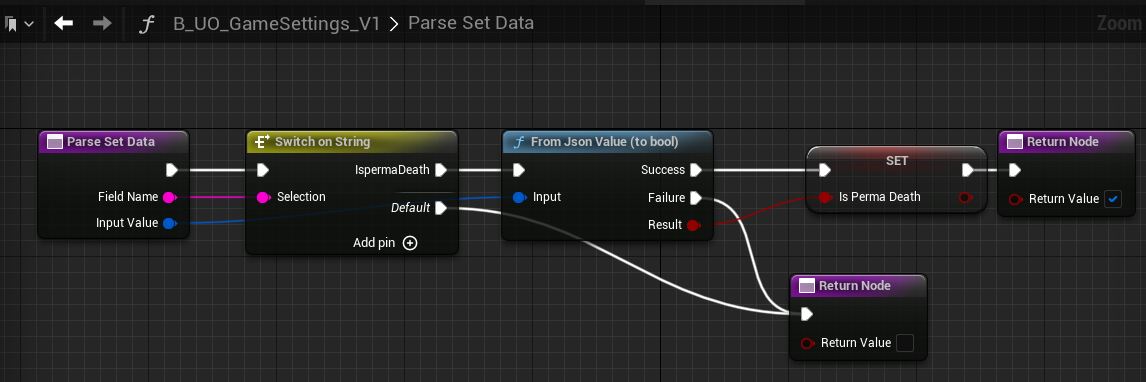 B_UO_GameSettings_V1 > Parse Set Data
Zoom
Parse Set Data
Field Name
Input Value
Switch on String
Selection
IspermaDeath
Default
Add pin
From Json Value (to bool)
Input
Success
Failure
Result
SET
Is Perma Death
Return Node
Return Value
Return Node
Return Value